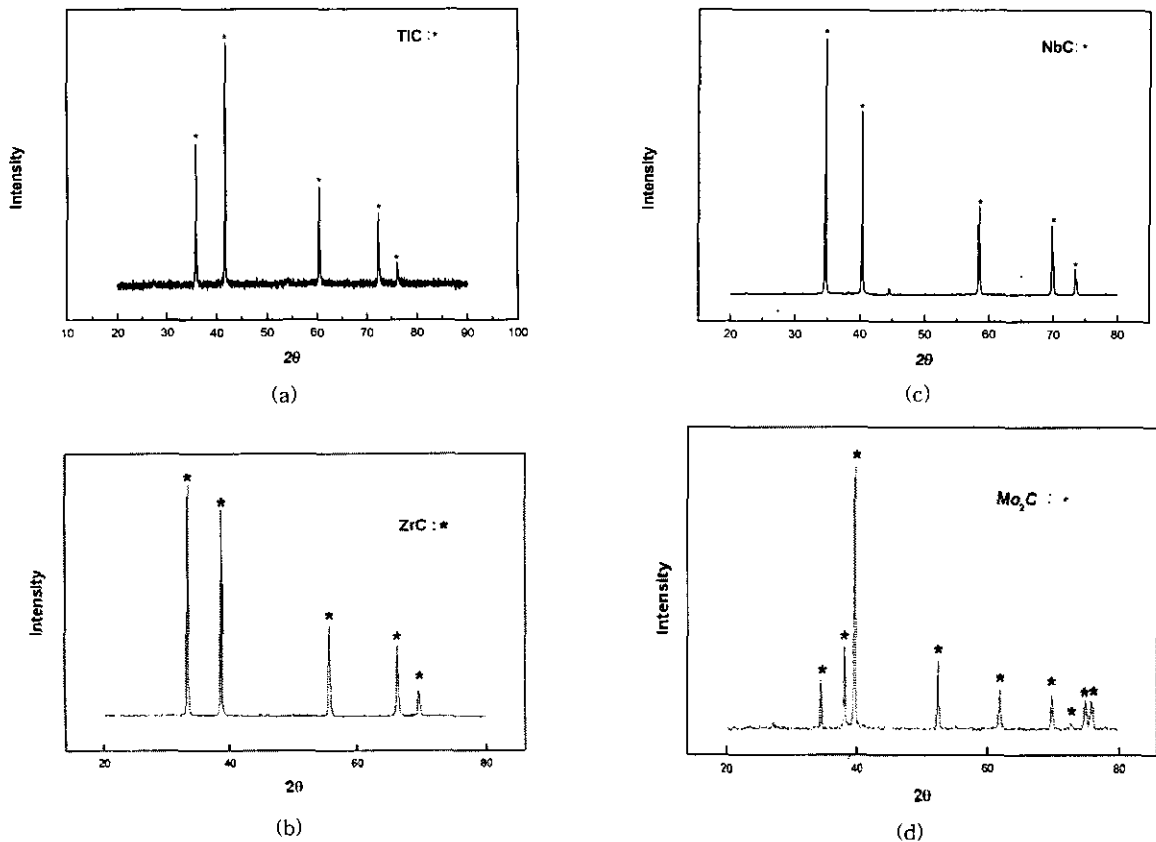 TiC : *
Intensity
10 20 30 40 50 60 70 80 90 100
2θ
(a)
NbC: *
Intensity
20 30 40 50 60 70 80
2θ
(c)
ZrC : *
Intensity
20 40 60 80
2θ
(b)
Mo₂C : *
Intensity
20 40 60 80
2θ
(d)